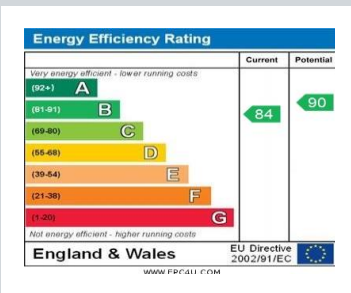 Energy Efficiency Rating
Current Potential
Very energy efficient - lower running costs
(92+) A
(81-91) B
84 90
(69-80) C
(55-68) D
(39-54) E
(21-38) F
(1-20) G
Not energy efficient - higher running costs
England & Wales
EU Directive
2002/91/EC
WWW.EPC4U.COM